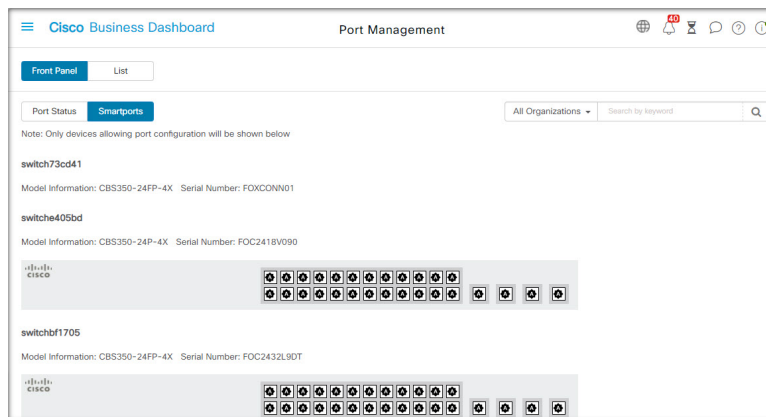 Cisco Business Dashboard
Port Management
40
Front Panel
List
Port Status
Smartports
All Organizations
Search by keyword
Note: Only devices allowing port configuration will be shown below
switch73cd41
Model Information: CBS350-24FP-4X Serial Number: FOXCONN01
switche405bd
Model Information: CBS350-24P-4X Serial Number: FOC2418V090
CISCO
switchbf1705
Model Information: CBS350-24FP-4X Serial Number: FOC2432L9DT
CISCO